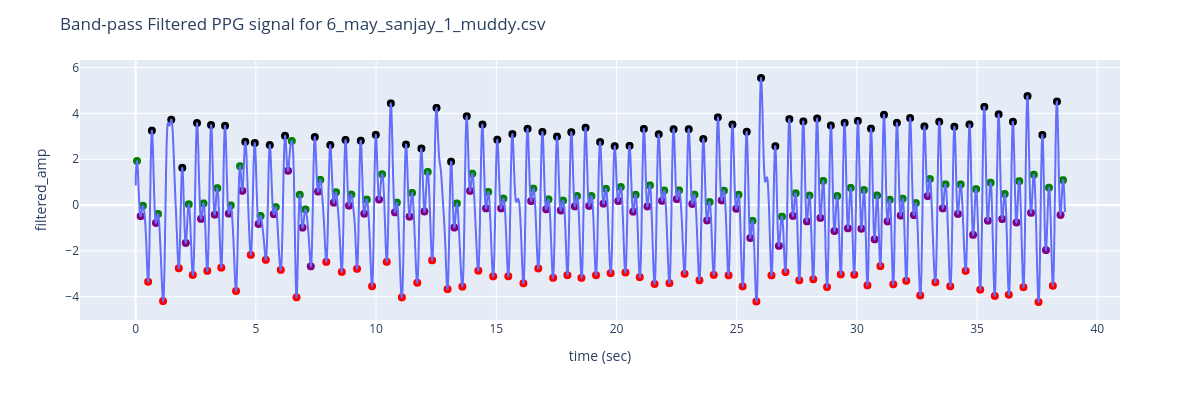 Band-pass Filtered PPG signal for 6_may_sanjay_1_muddy.csv
6
4
2
0
−2
−4
filtered_amp
0 5 10 15 20 25 30 35 40
time (sec)